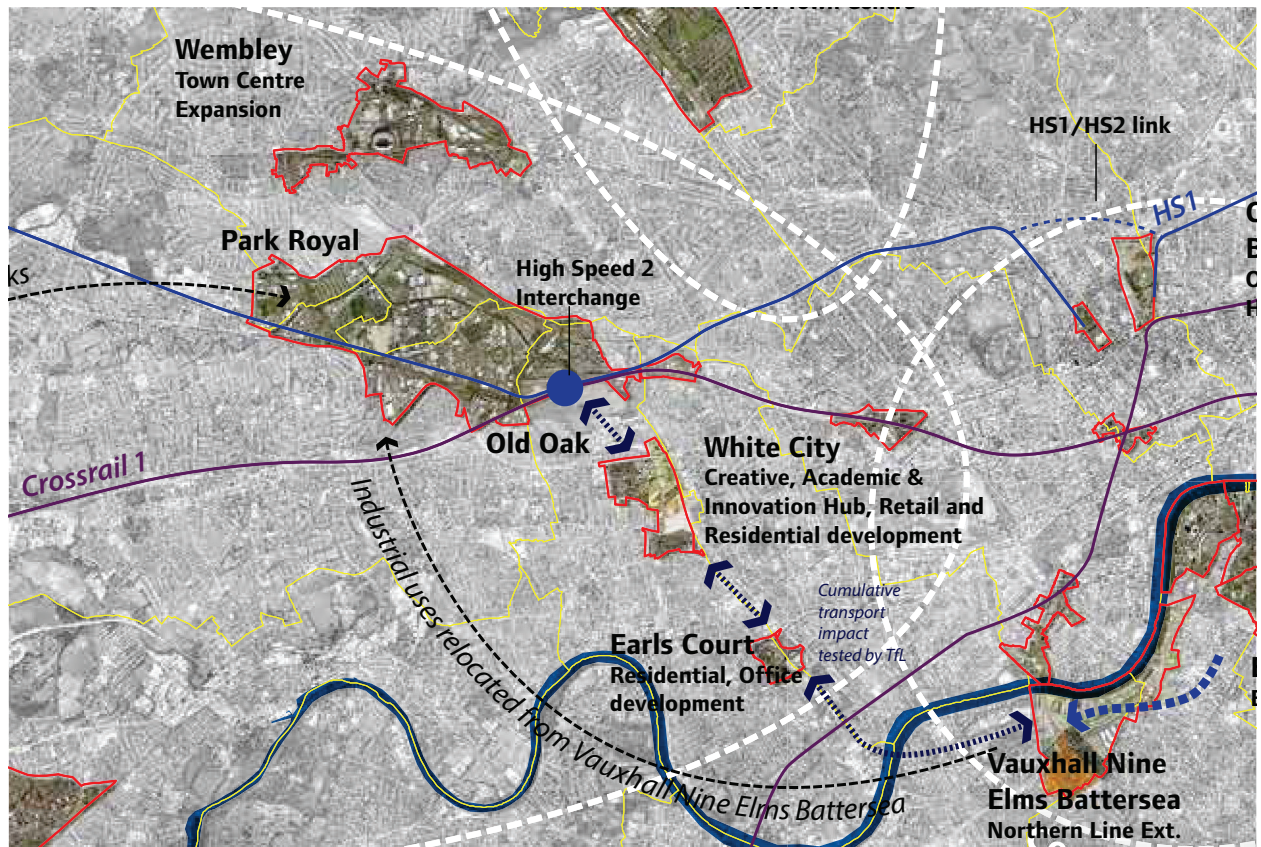 Wembley
Town Centre
Expansion
HS1/HS2 link
HS1
Park Royal
ks
High Speed 2
Interchange
Old Oak
Crossrail 1
White City
Creative, Academic &
Innovation Hub, Retail and
Residential development
Industrial uses relocated from Vauxhall Nine Elms Battersea
Cumulative
transport
impact
tested by TfL
Earls Court
Residential, Office
development
Vauxhall Nine
Elms Battersea
Northern Line Ext.